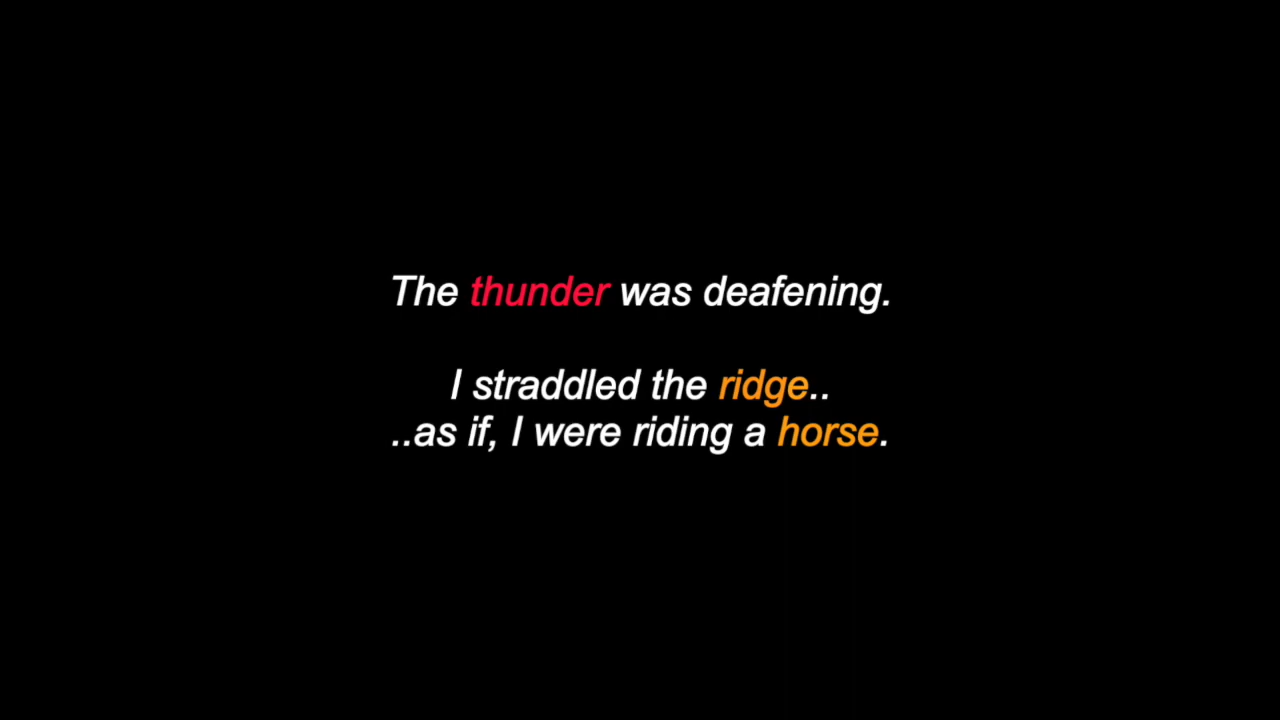 The thunder was deafening.
I straddled the ridge..
..as if, I were riding a horse.